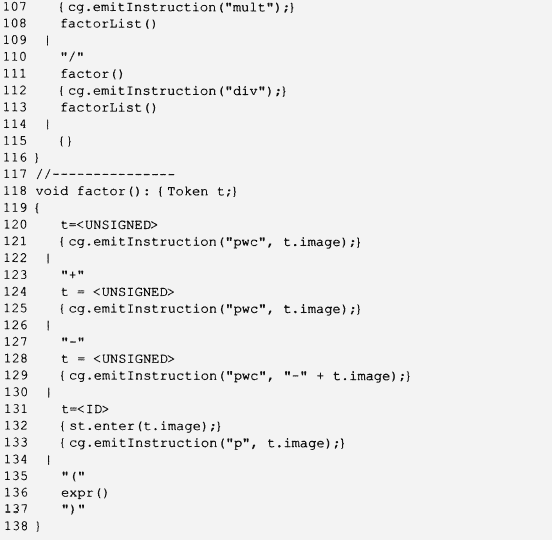 107 {cg.emitInstruction("mult");}
108 factorList()
109 |
110 "/"
111 factor()
112 {cg.emitInstruction("div");}
113 factorList()
114 |
115 {}
116 }
117 //---------------
118 void factor(): {Token t;}
119 {
120 t=<UNSIGNED>
121 {cg.emitInstruction("pwc", t.image);}
122 |
123 "+"
124 t = <UNSIGNED>
125 {cg.emitInstruction("pwc", t.image);}
126 |
127 "-"
128 t = <UNSIGNED>
129 {cg.emitInstruction("pwc", "-" + t.image);}
130 |
131 t=<ID>
132 {st.enter(t.image);}
133 {cg.emitInstruction("p", t.image);}
134 |
135 "("
136 expr()
137 ")"
138 }